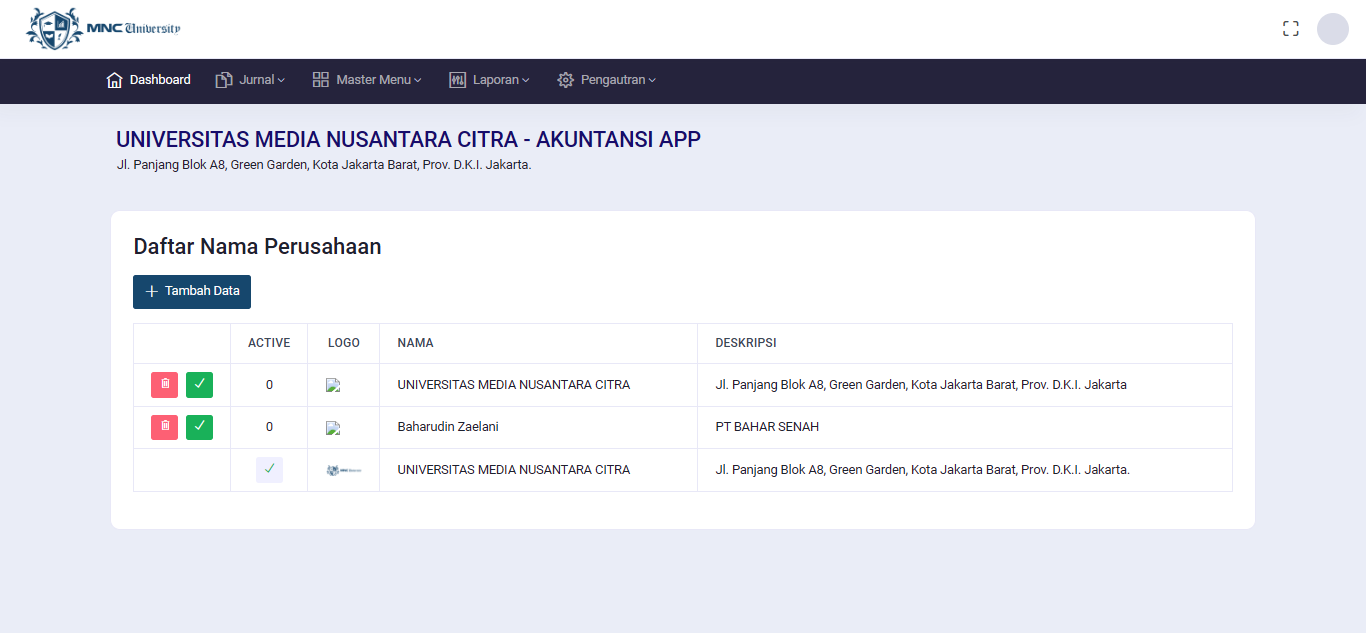 MNC University
Dashboard Jurnal Master Menu Laporan Pengautran
UNIVERSITAS MEDIA NUSANTARA CITRA - AKUNTANSI APP
Jl. Panjang Blok A8, Green Garden, Kota Jakarta Barat, Prov. D.K.I. Jakarta.
Daftar Nama Perusahaan
Tambah Data
ACTIVE LOGO NAMA DESKRIPSI
0 UNIVERSITAS MEDIA NUSANTARA CITRA Jl. Panjang Blok A8, Green Garden, Kota Jakarta Barat, Prov. D.K.I. Jakarta
0 Baharudin Zaelani PT BAHAR SENAH
UNIVERSITAS MEDIA NUSANTARA CITRA Jl. Panjang Blok A8, Green Garden, Kota Jakarta Barat, Prov. D.K.I. Jakarta.